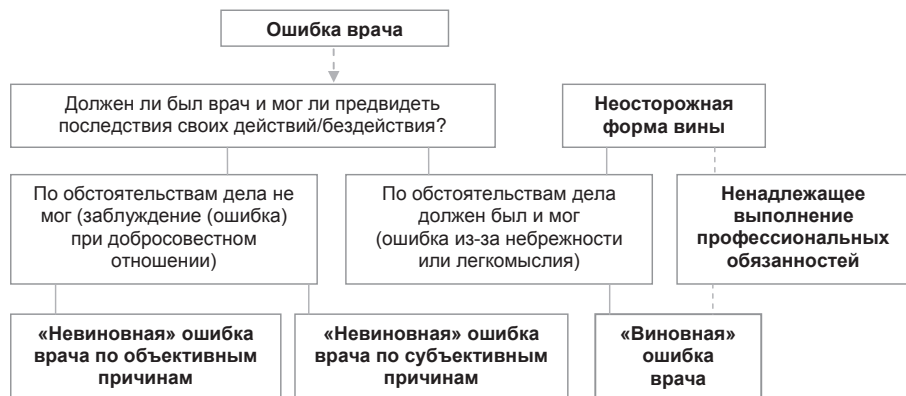 Ошибка врача
Должен ли был врач и мог ли предвидеть
последствия своих действий/бездействия?
Неосторожная
форма вины
По обстоятельствам дела не
мог (заблуждение (ошибка)
при добросовестном
отношении)
По обстоятельствам дела
должен был и мог
(ошибка из-за небрежности
или легкомыслия)
Ненадлежащее
выполнение
профессиональных
обязанностей
«Невиновная» ошибка
врача по объективным
причинам
«Невиновная» ошибка
врача по субъективным
причинам
«Виновная»
ошибка
врача